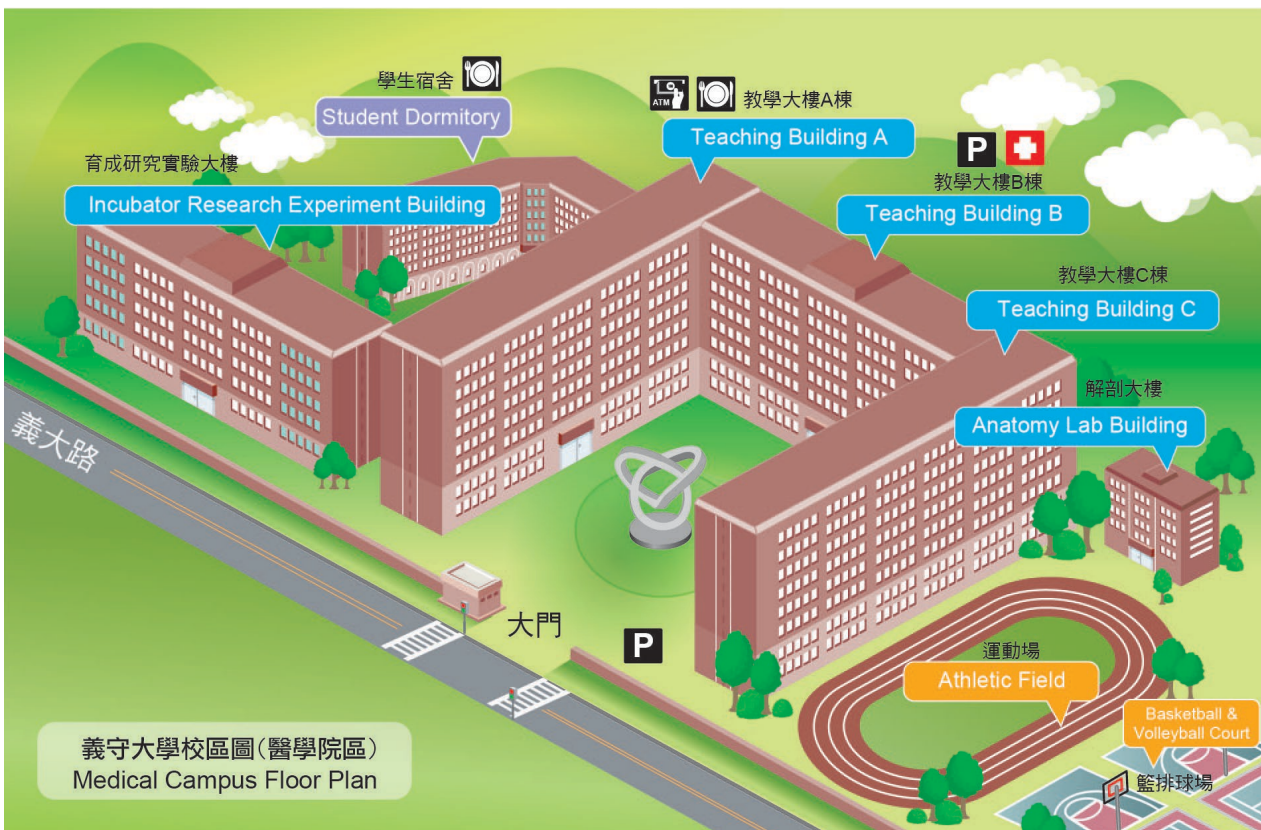 學生宿舍
Student Dormitory
ATM
教學大樓A棟
Teaching Building A
P
教學大樓B棟
Teaching Building B
育成研究實驗大樓
Incubator Research Experiment Building
教學大樓C棟
Teaching Building C
解剖大樓
Anatomy Lab Building
義大路
大門
P
運動場
Athletic Field
Basketball &
Volleyball Court
籃排球場
義守大學校區圖(醫學院區)
Medical Campus Floor Plan